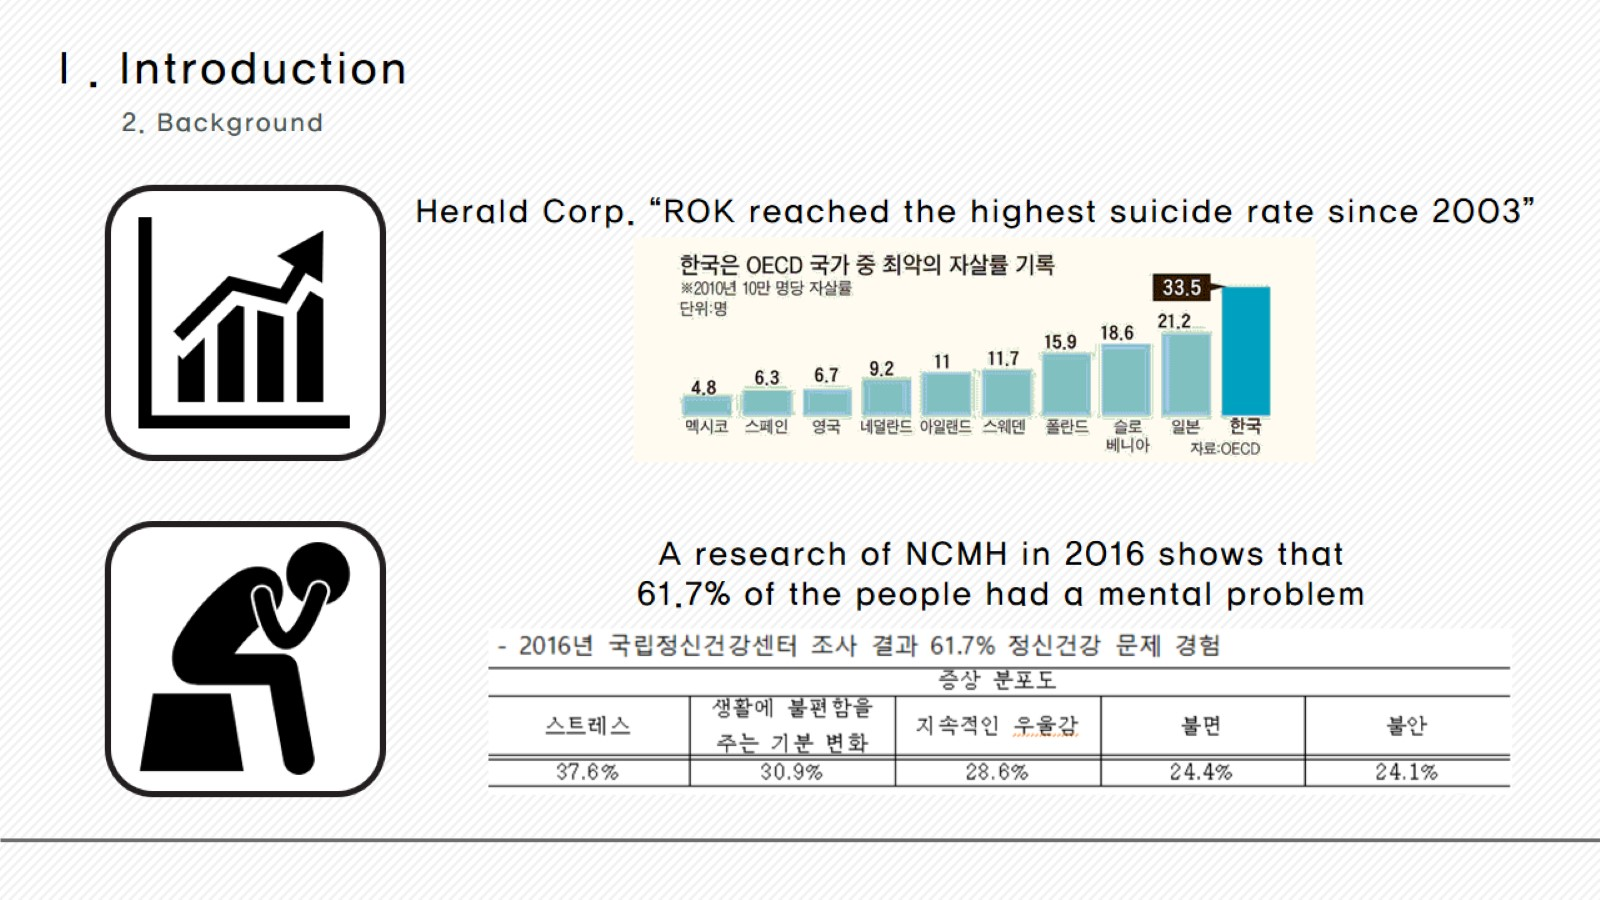 I . Introduction
2. Background
Herald Corp. “ROK reached the highest suicide rate since 2003”
한국은 OECD 국가 중 최악의 자살률 기록
※2010년 10만 명당 자살률
단위:명
4.8 6.3 6.7 9.2 11 11.7 15.9 18.6 21.2 33.5
멕시코 스페인 영국 네덜란드 아일랜드 스웨덴 폴란드 슬로베니아 일본 한국
자료:OECD
A research of NCMH in 2016 shows that
61.7% of the people had a mental problem
- 2016년 국립정신건강센터 조사 결과 61.7% 정신건강 문제 경험
증상 분포도
스트레스 생활에 불편함을 주는 기분 변화 지속적인 우울감 불면 불안
37.6% 30.9% 28.6% 24.4% 24.1%